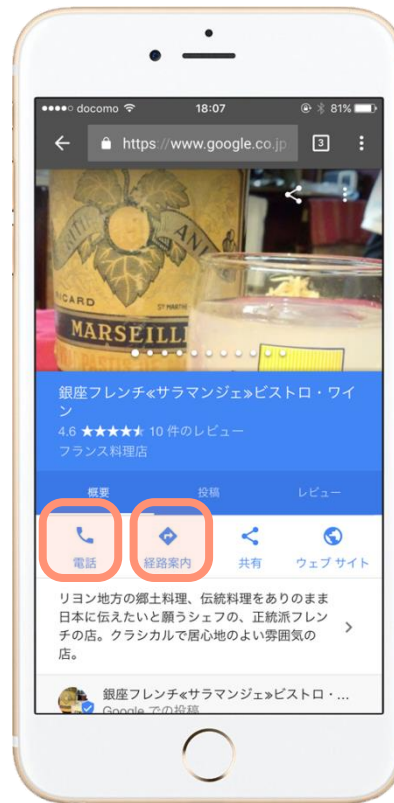 docomo
18:07
81%
https://www.google.co.jp
3
ANIS
RICARD
MARSEILL
銀座フレンチ≪サラマンジェ≫ビストロ・ワイ
ン
4.6 ★★★★★ 10 件のレビュー
フランス料理店
概要 投稿 レビュー
電話 経路案内 共有 ウェブ サイト
リヨン地方の郷土料理、伝統料理をありのまま
日本に伝えたいと願うシェフの、正統派フレン
チの店。クラシカルで居心地のよい雰囲気の
店。
銀座フレンチ≪サラマンジェ≫ビストロ・...
Google での投稿